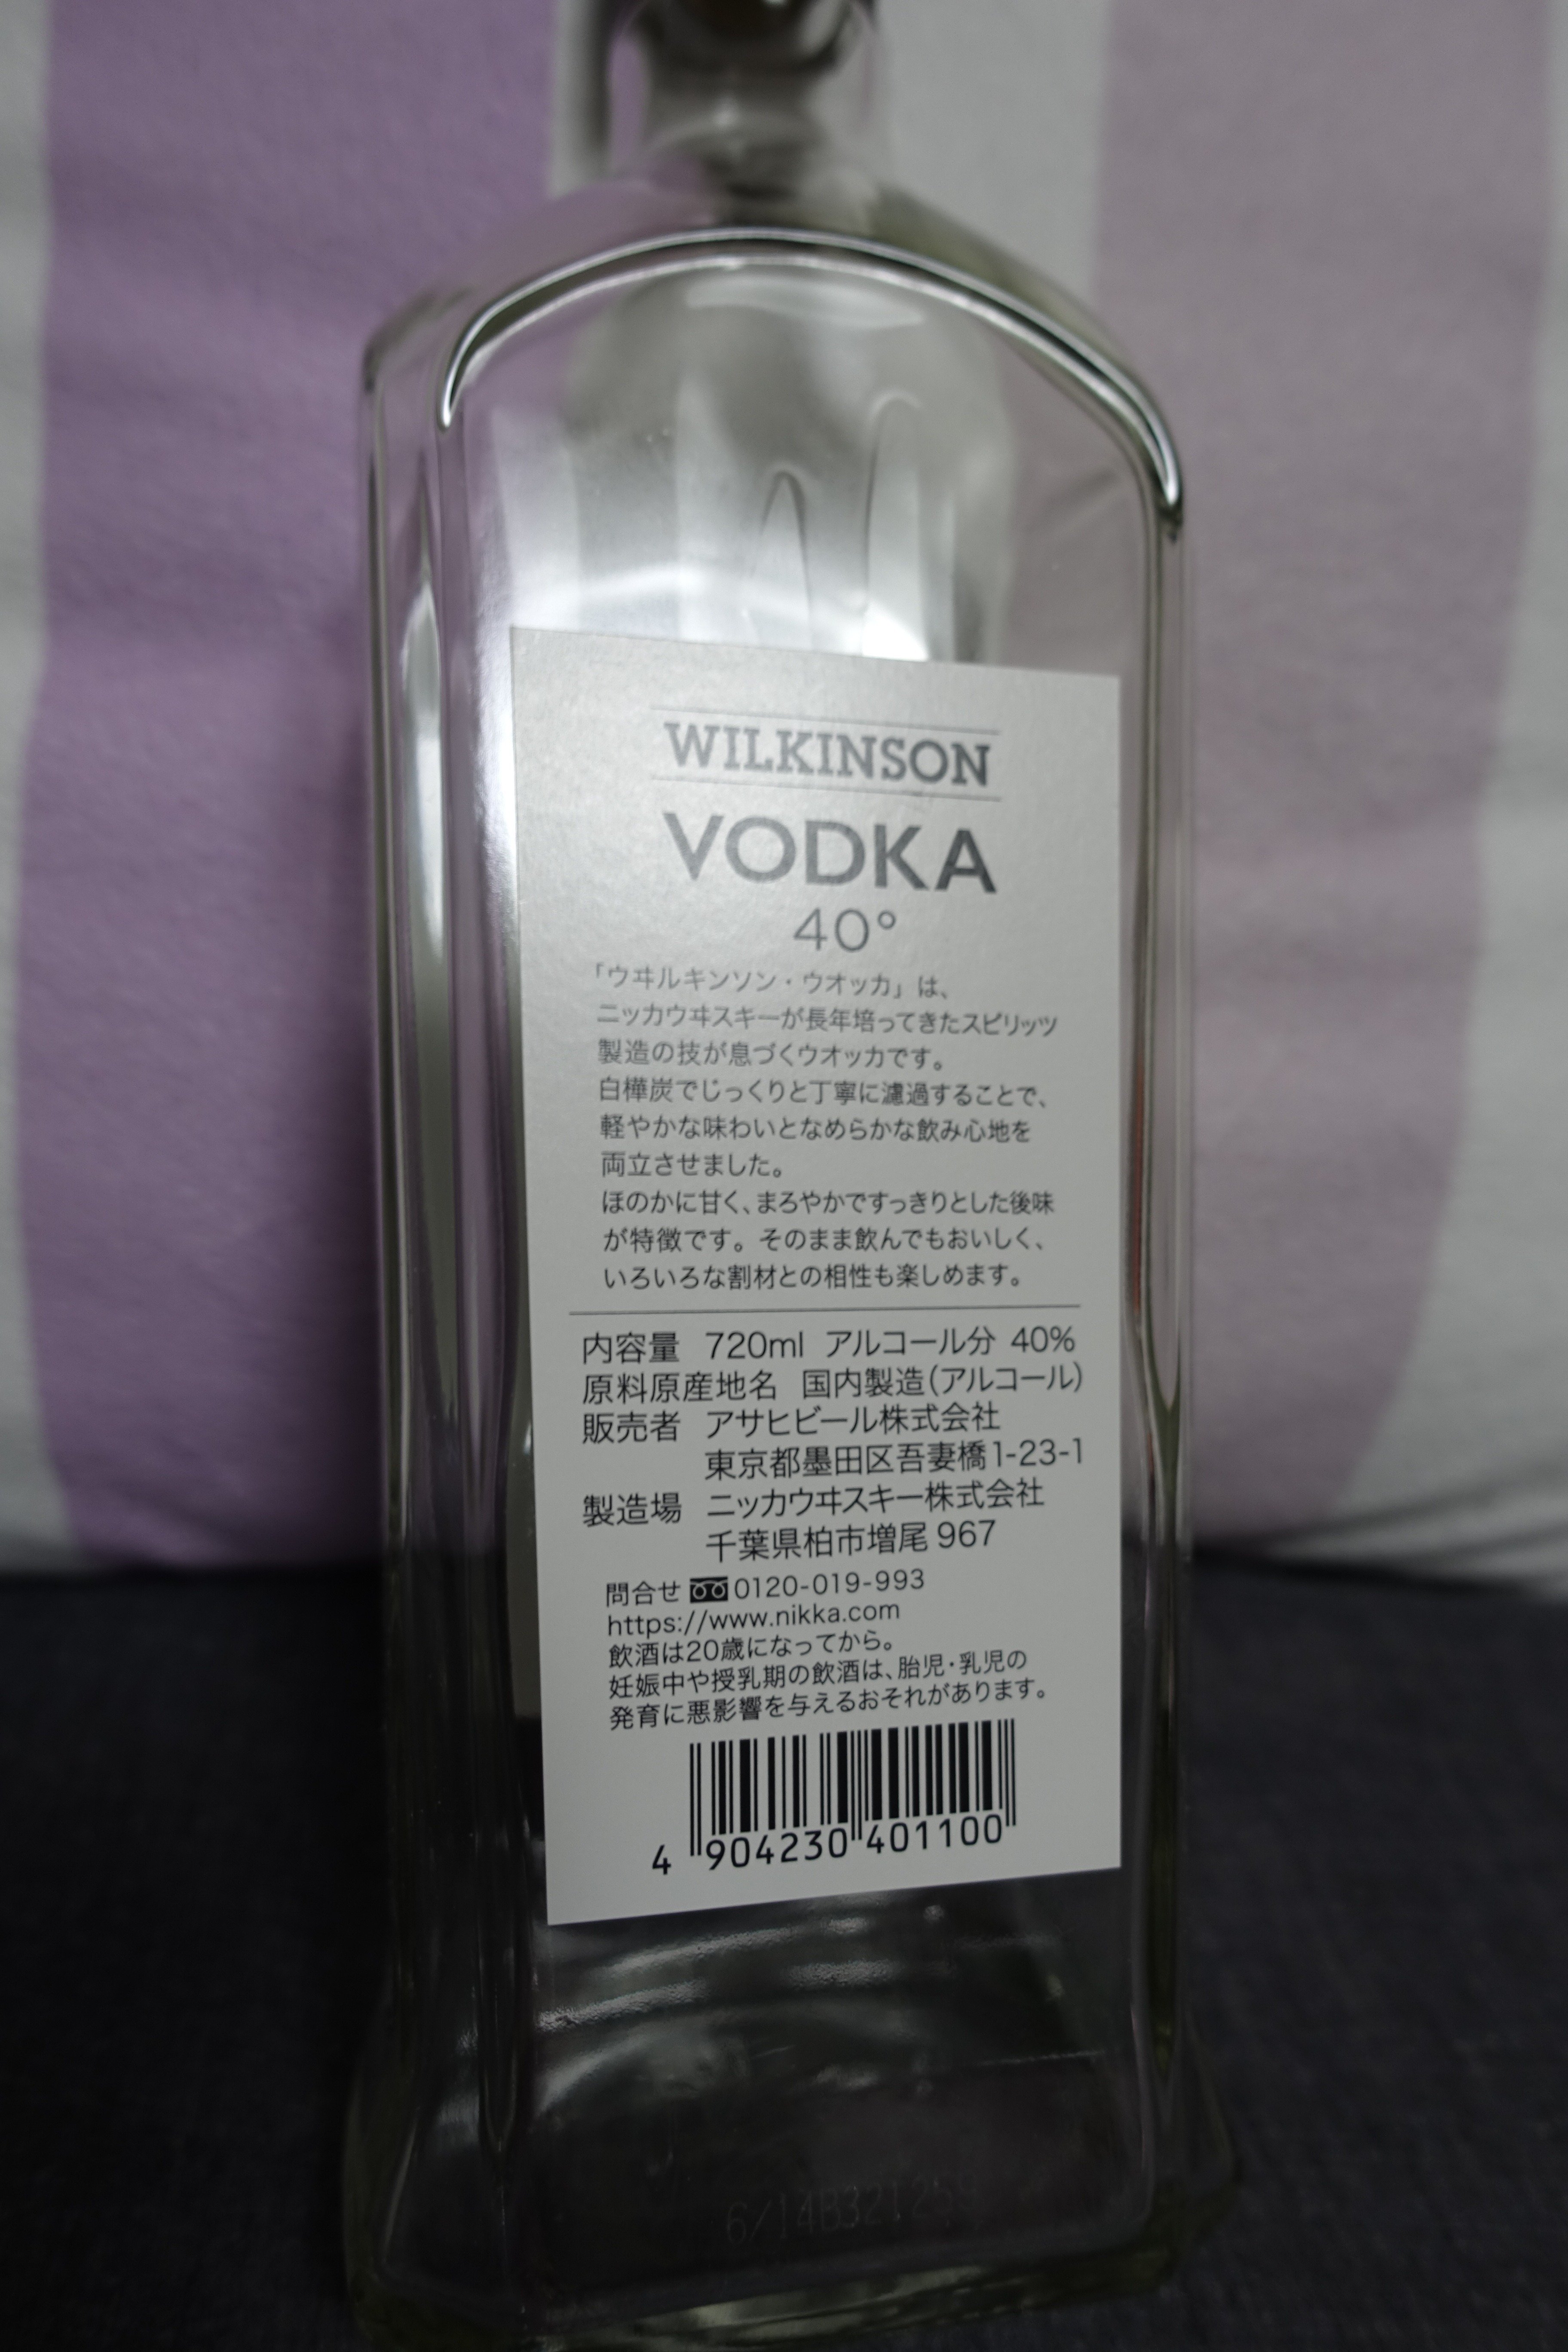 WILKINSON
VODKA
40°
「ウヰルキンソン・ウオッカ」は、
ニッカウヰスキーが長年培ってきたスピリッツ
製造の技が息づくウオッカです。
白樺炭でじっくりと丁寧に濾過することで、
軽やかな味わいとなめらかな飲み心地を
両立させました。
ほのかに甘く、まろやかですっきりとした後味
が特徴です。そのまま飲んでもおいしく、
いろいろな割材との相性も楽しめます。
内容量 720ml アルコール分 40%
原料原産地名 国内製造(アルコール)
販売者 アサヒビール株式会社
東京都墨田区吾妻橋1-23-1
製造場 ニッカウヰスキー株式会社
千葉県柏市増尾967
問合せ 0120-019-993
https://www.nikka.com
飲酒は20歳になってから。
妊娠中や授乳期の飲酒は、胎児・乳児の
発育に悪影響を与えるおそれがあります。
4 904230 401100